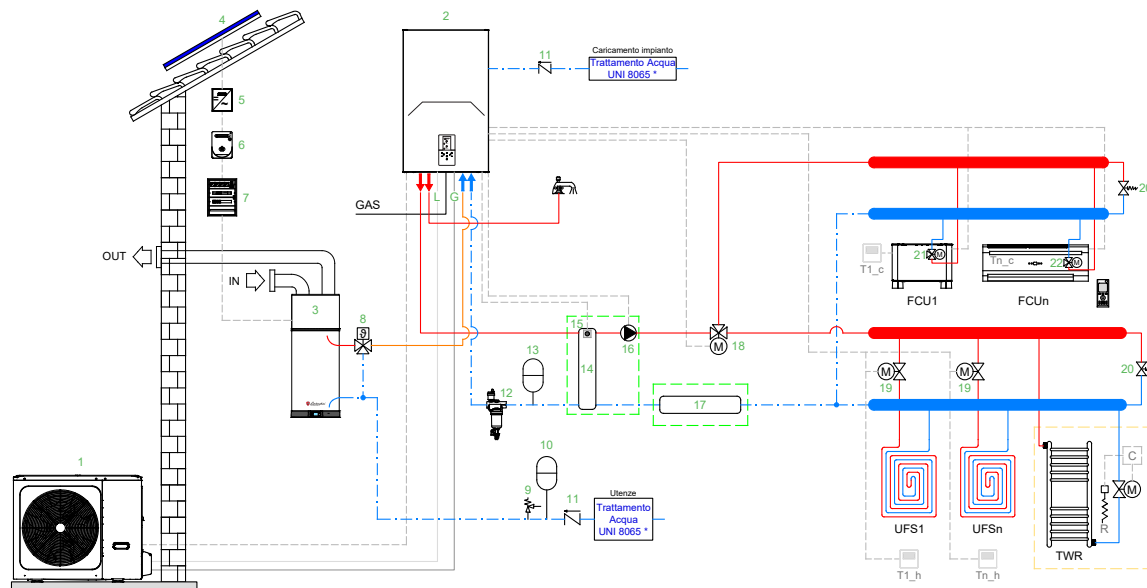 4
2
11
Caricamento impianto
Trattamento Acqua
UNI 8065 *
5
6
7
L
G
GAS
OUT
IN
3
8
20
21
M
22
M
T1_c
Tn_c
FCU1
FCUn
15
16
18
M
13
14
12
17
M
19
M
19
20
10
9
11
Utenze
Trattamento
Acqua
UNI 8065 *
1
C
M
R
UFS1
UFSn
TWR
T1_h
Tn_h